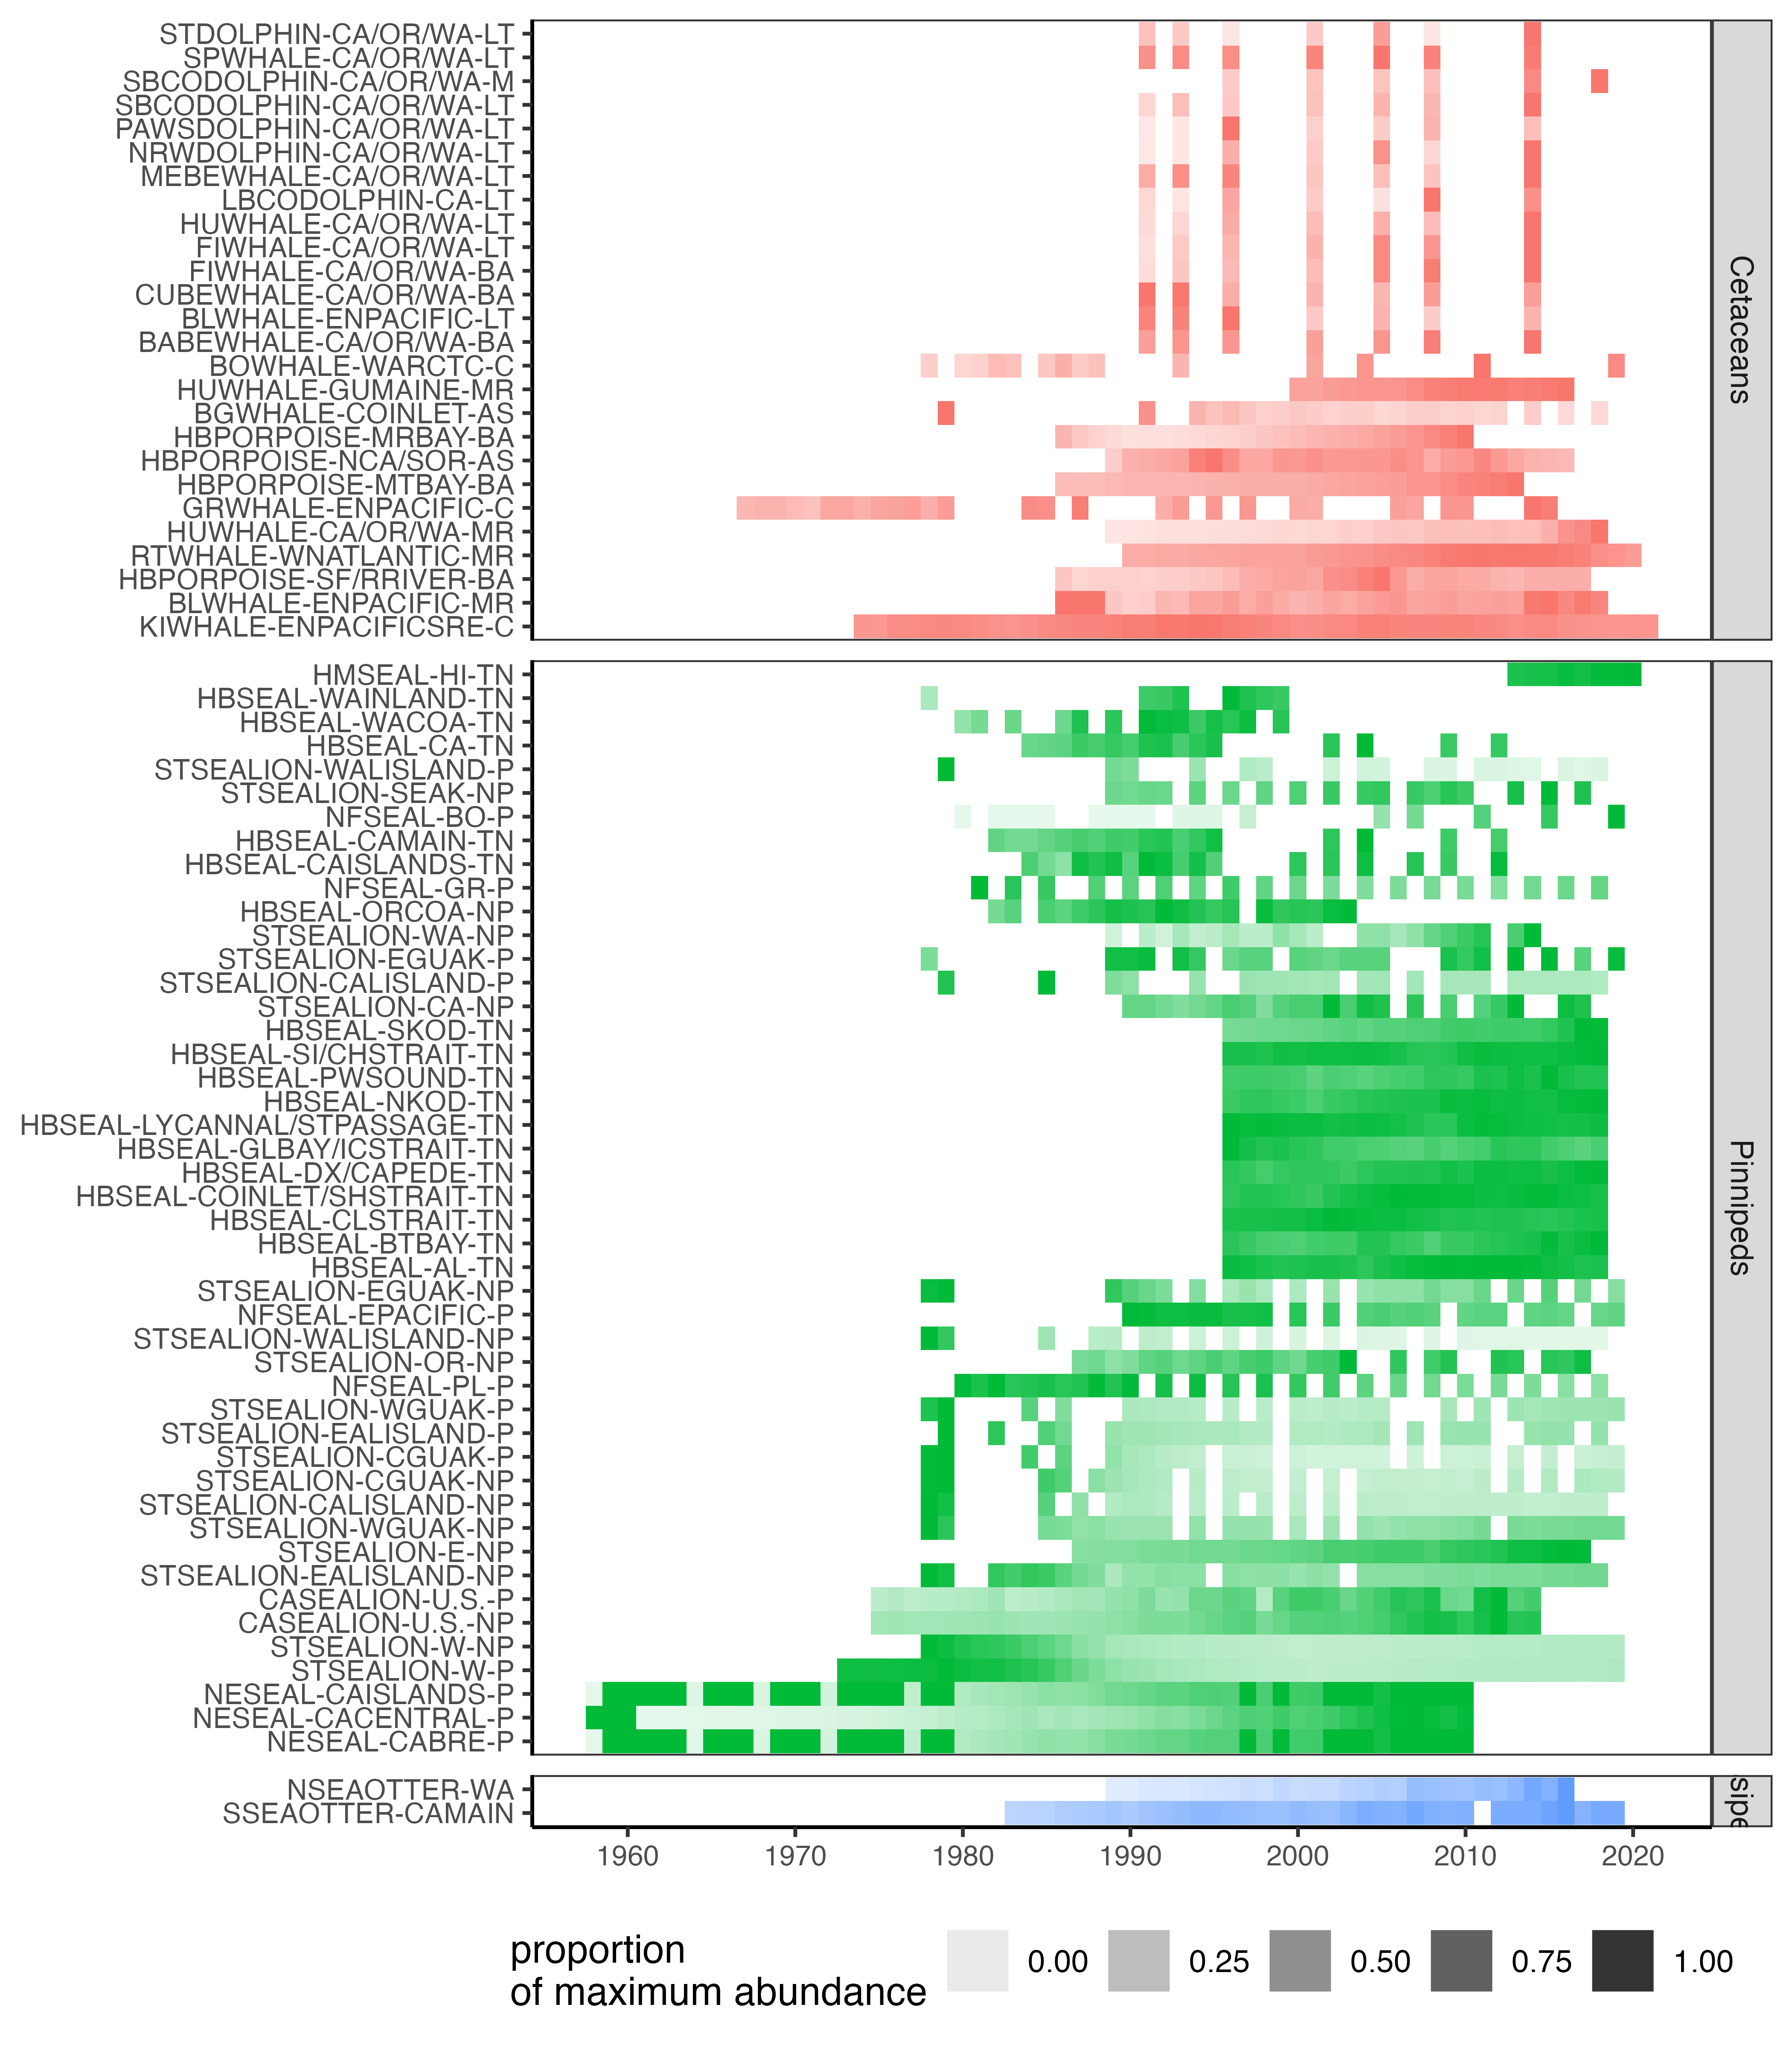 STDOLPHIN-CA/OR/WA-LT
SPWHALE-CA/OR/WA-LT
SBCODOLPHIN-CA/OR/WA-M
SBCODOLPHIN-CA/OR/WA-LT
PAWSDOLPHIN-CA/OR/WA-LT
NRWDOLPHIN-CA/OR/WA-LT
MEBEWHALE-CA/OR/WA-LT
LBCODOLPHIN-CA-LT
HUWHALE-CA/OR/WA-LT
FIWHALE-CA/OR/WA-LT
FIWHALE-CA/OR/WA-BA
CUBEWHALE-CA/OR/WA-BA
BLWHALE-ENPACIFIC-LT
BABEWHALE-CA/OR/WA-BA
BOWHALE-WARCTC-C
HUWHALE-GUMAINE-MR
BGWHALE-COINLET-AS
HBPORPOISE-MRBAY-BA
HBPORPOISE-NCA/SOR-AS
HBPORPOISE-MTBAY-BA
GRWHALE-ENPACIFIC-C
HUWHALE-CA/OR/WA-MR
RTWHALE-WNATLANTIC-MR
HBPORPOISE-SF/RRIVER-BA
BLWHALE-ENPACIFIC-MR
KIWHALE-ENPACIFICSRE-C
Cetaceans
HMSEAL-HI-TN
HBSEAL-WAINLAND-TN
HBSEAL-WACOA-TN
HBSEAL-CA-TN
STSEALION-WALISLAND-P
STSEALION-SEAK-NP
NFSEAL-BO-P
HBSEAL-CAMAIN-TN
HBSEAL-CAISLANDS-TN
NFSEAL-GR-P
HBSEAL-ORCOA-NP
STSEALION-WA-NP
STSEALION-EGUAK-P
STSEALION-CALISLAND-P
STSEALION-CA-NP
HBSEAL-SKOD-TN
HBSEAL-SI/CHSTRAIT-TN
HBSEAL-PWSOUND-TN
HBSEAL-NKOD-TN
HBSEAL-LYCANNAL/STPASSAGE-TN
HBSEAL-GLBAY/ICSTRAIT-TN
HBSEAL-DX/CAPEDE-TN
HBSEAL-COINLET/SHSTRAIT-TN
HBSEAL-CLSTRAIT-TN
HBSEAL-BTBAY-TN
HBSEAL-AL-TN
STSEALION-EGUAK-NP
NFSEAL-EPACIFIC-P
STSEALION-WALISLAND-NP
STSEALION-OR-NP
NFSEAL-PL-P
STSEALION-WGUAK-P
STSEALION-EALISLAND-P
STSEALION-CGUAK-P
STSEALION-CGUAK-NP
STSEALION-CALISLAND-NP
STSEALION-WGUAK-NP
STSEALION-E-NP
STSEALION-EALISLAND-NP
CASEALION-U.S.-P
CASEALION-U.S.-NP
STSEALION-W-NP
STSEALION-W-P
NESEAL-CAISLANDS-P
NESEAL-CACENTRAL-P
NESEAL-CABRE-P
Pinnipeds
NSEAOTTER-WA
SSEAOTTER-CAMAIN
1960 1970 1980 1990 2000 2010 2020
proportion
of maximum abundance
0.00 0.25 0.50 0.75 1.00